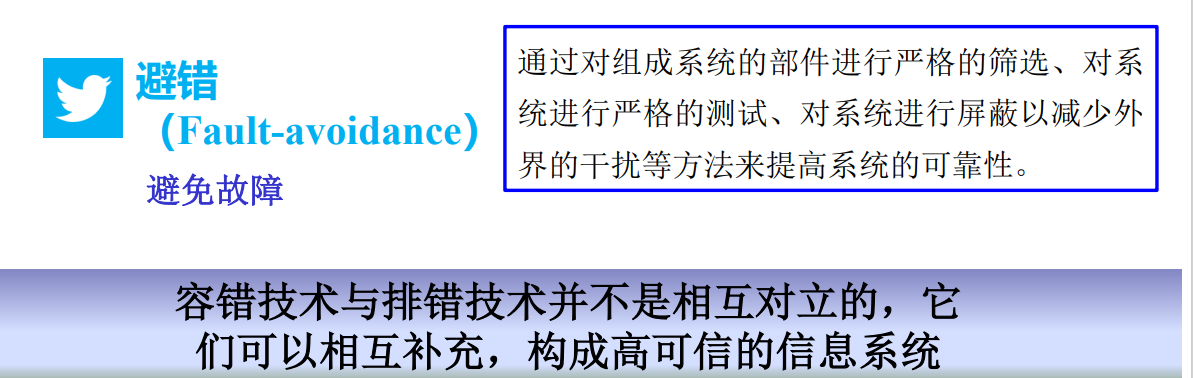 避错
（Fault-avoidance）
避免故障
通过对组成系统的部件进行严格的筛选、对系
统进行严格的测试、对系统进行屏蔽以减少外
界的干扰等方法来提高系统的可靠性。
容错技术与排错技术并不是相互对立的，它
们可以相互补充，构成高可信的信息系统